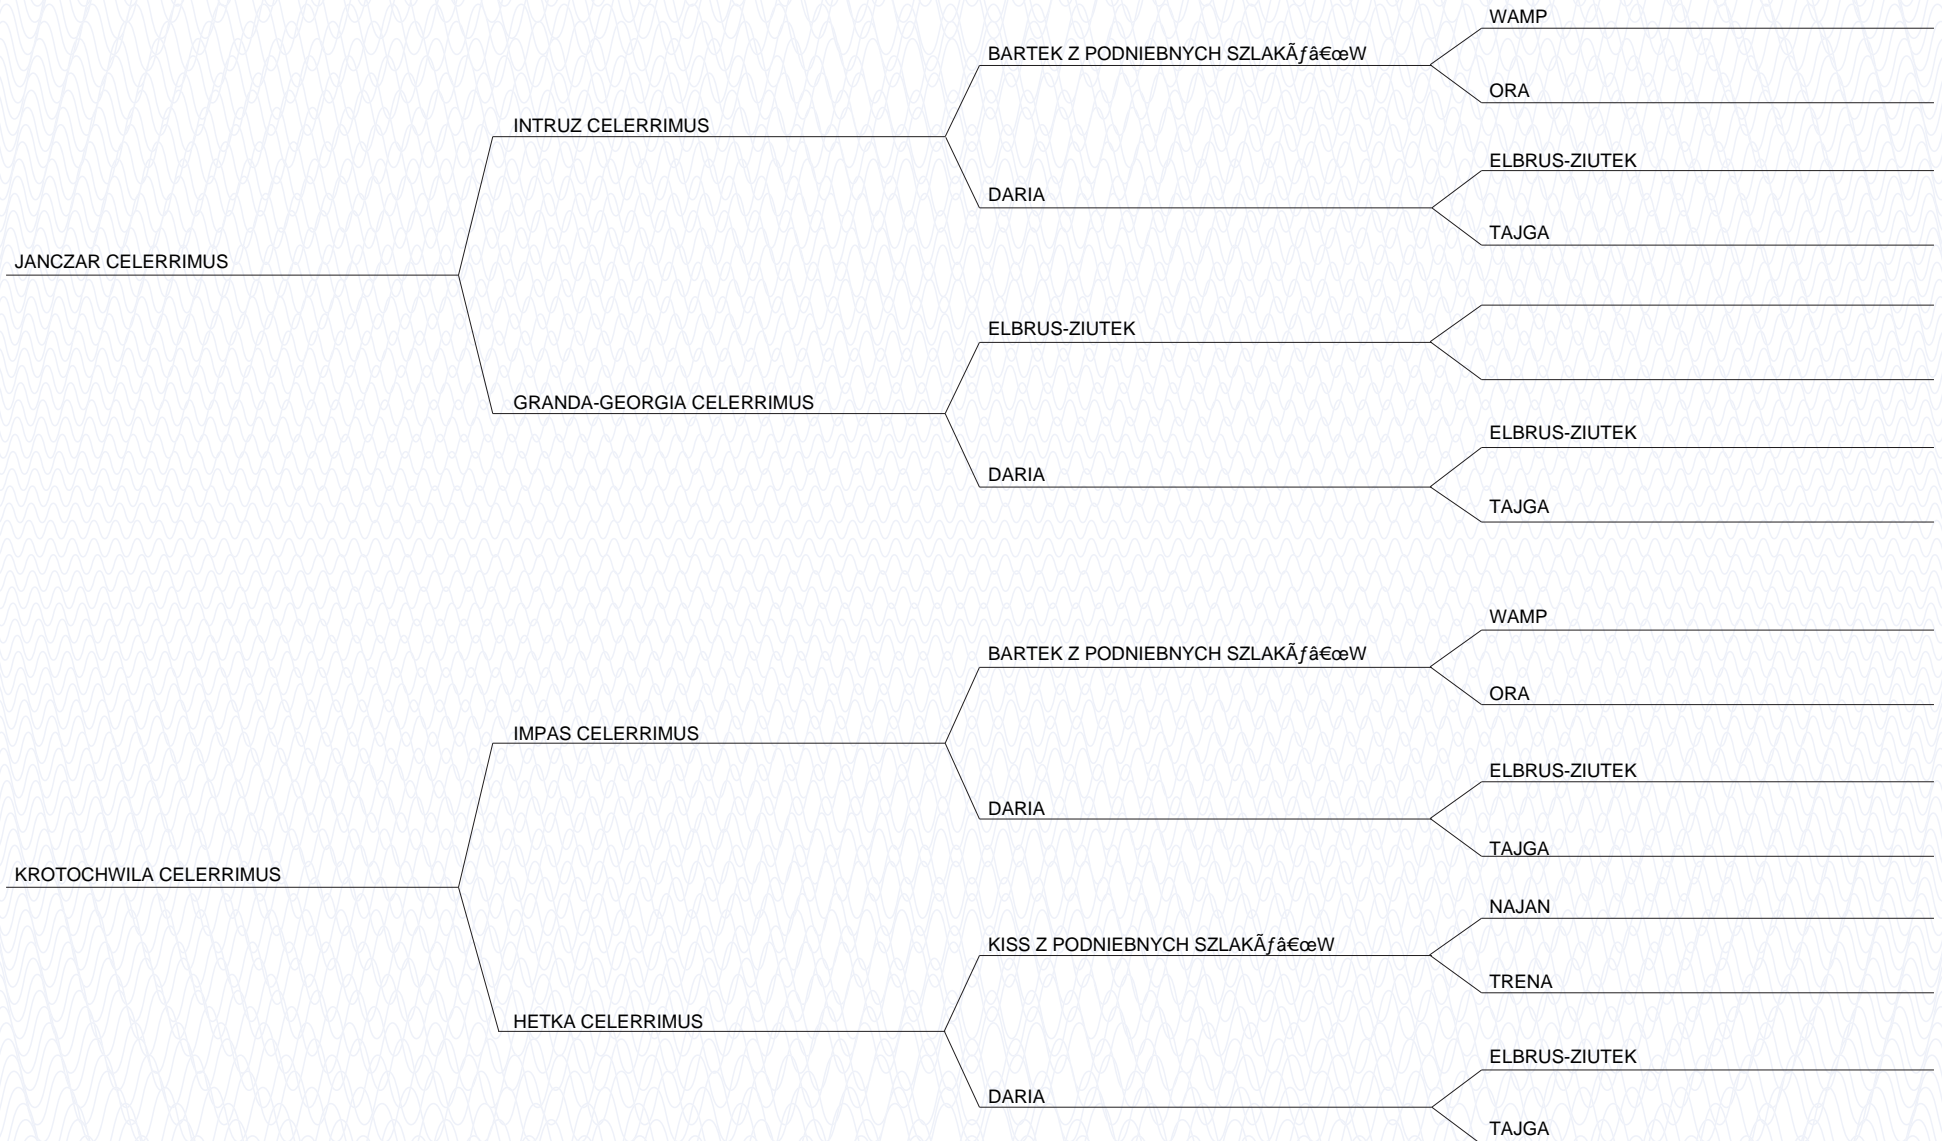 WAMP
BARTEK Z PODNIEBNYCH SZLAKÃƒâ€œW
ORA
INTRUZ CELERRIMUS
ELBRUS-ZIUTEK
DARIA
TAJGA
JANCZAR CELERRIMUS
ELBRUS-ZIUTEK
GRANDA-GEORGIA CELERRIMUS
ELBRUS-ZIUTEK
DARIA
TAJGA
WAMP
BARTEK Z PODNIEBNYCH SZLAKÃƒâ€œW
ORA
IMPAS CELERRIMUS
ELBRUS-ZIUTEK
DARIA
TAJGA
KROTOCHWILA CELERRIMUS
NAJAN
KISS Z PODNIEBNYCH SZLAKÃƒâ€œW
TRENA
HETKA CELERRIMUS
ELBRUS-ZIUTEK
DARIA
TAJGA